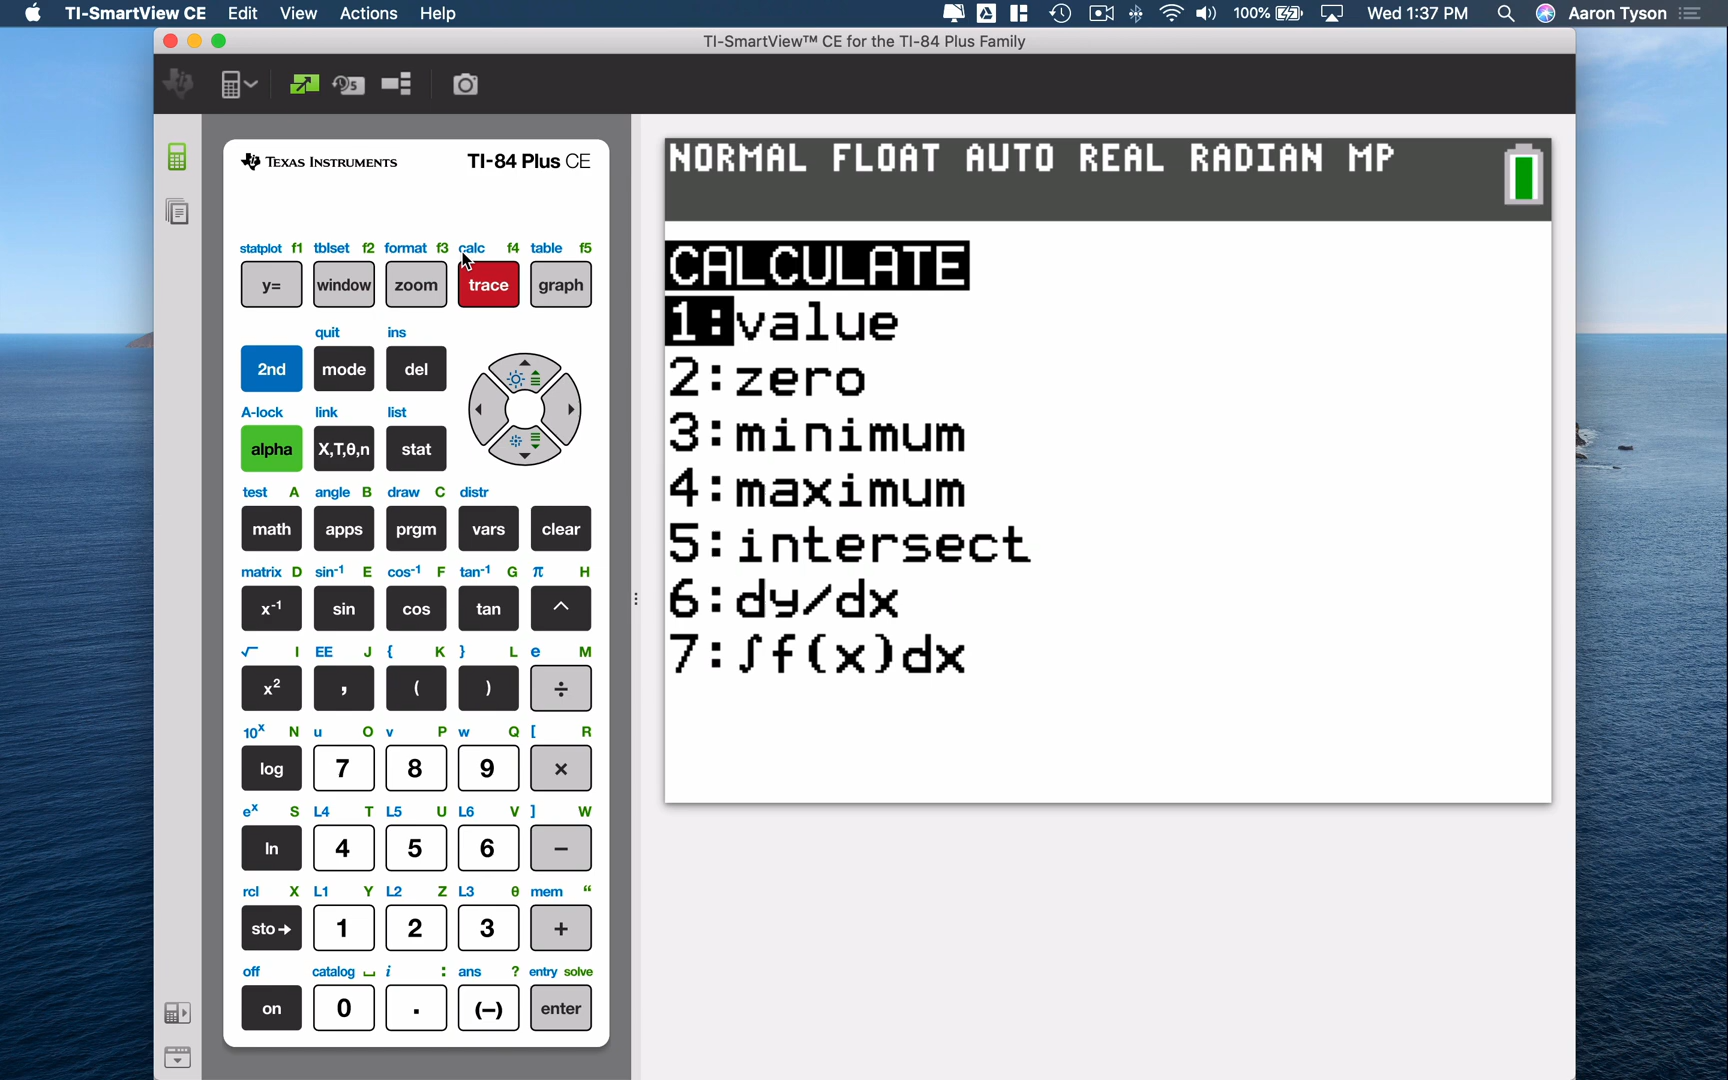 TI-SmartView CE Edit View Actions Help 100% Wed 1:37 PM Aaron Tyson
TI-SmartView™ CE for the TI-84 Plus Family
TEXAS INSTRUMENTS TI-84 Plus CE
statplot f1 tblset f2 format f3 calc f4 table f5
y= window zoom trace graph
quit ins
2nd mode del
A-lock link list
alpha X,T,θ,n stat
test A angle B draw C distr
math apps prgm vars clear
matrix D sin⁻¹ E cos⁻¹ F tan⁻¹ G π H
x⁻¹ sin cos tan ^
√ I EE J { K } L e M
x² , ( ) ÷
10ˣ N u O v P w Q [ R
log 7 8 9 ×
eˣ S L4 T L5 U L6 V ] W
ln 4 5 6 −
rcl X L1 Y L2 Z L3 θ mem “
sto→ 1 2 3 +
off catalog ⎵ i : ans ? entry solve
on 0 . (–) enter
NORMAL FLOAT AUTO REAL RADIAN MP
CALCULATE
1:value
2:zero
3:minimum
4:maximum
5:intersect
6:dy/dx
7:∫f(x)dx